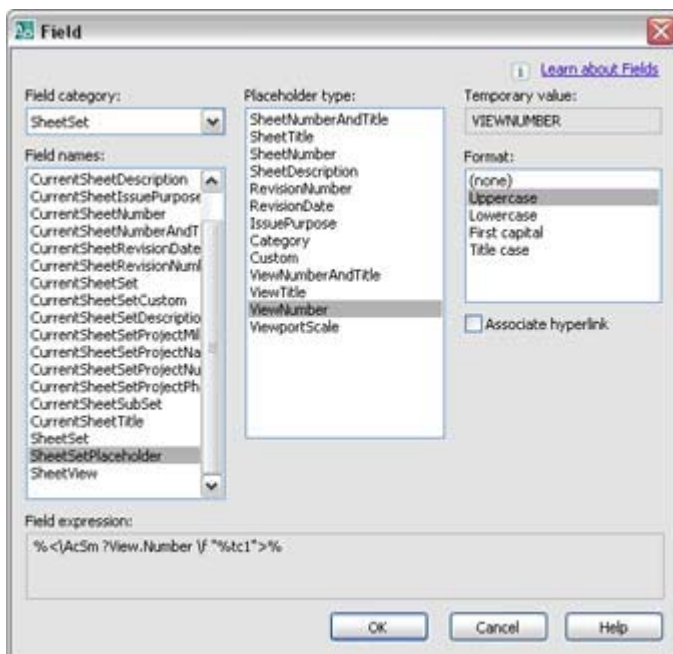 Field
Learn about Fields
Field category:
SheetSet
Field names:
CurrentSheetDescription
CurrentSheetIssuePurpose
CurrentSheetNumber
CurrentSheetNumberAndT
CurrentSheetRevisionDate
CurrentSheetRevisionNuml
CurrentSheetSet
CurrentSheetSetCustom
CurrentSheetSetDescriptio
CurrentSheetSetProjectMil
CurrentSheetSetProjectNa
CurrentSheetSetProjectNu
CurrentSheetSetProjectPh
CurrentSheetSubSet
CurrentSheetTitle
SheetSet
SheetSetPlaceholder
SheetView
Placeholder type:
SheetNumberAndTitle
SheetTitle
SheetNumber
SheetDescription
RevisionNumber
RevisionDate
IssuePurpose
Category
Custom
ViewNumberAndTitle
ViewTitle
ViewNumber
ViewportScale
Temporary value:
VIEWNUMBER
Format:
(none)
Uppercase
Lowercase
First capital
Title case
Associate hyperlink
Field expression:
%<\AcSm ?View.Number \f "%tc1">%
OK
Cancel
Help